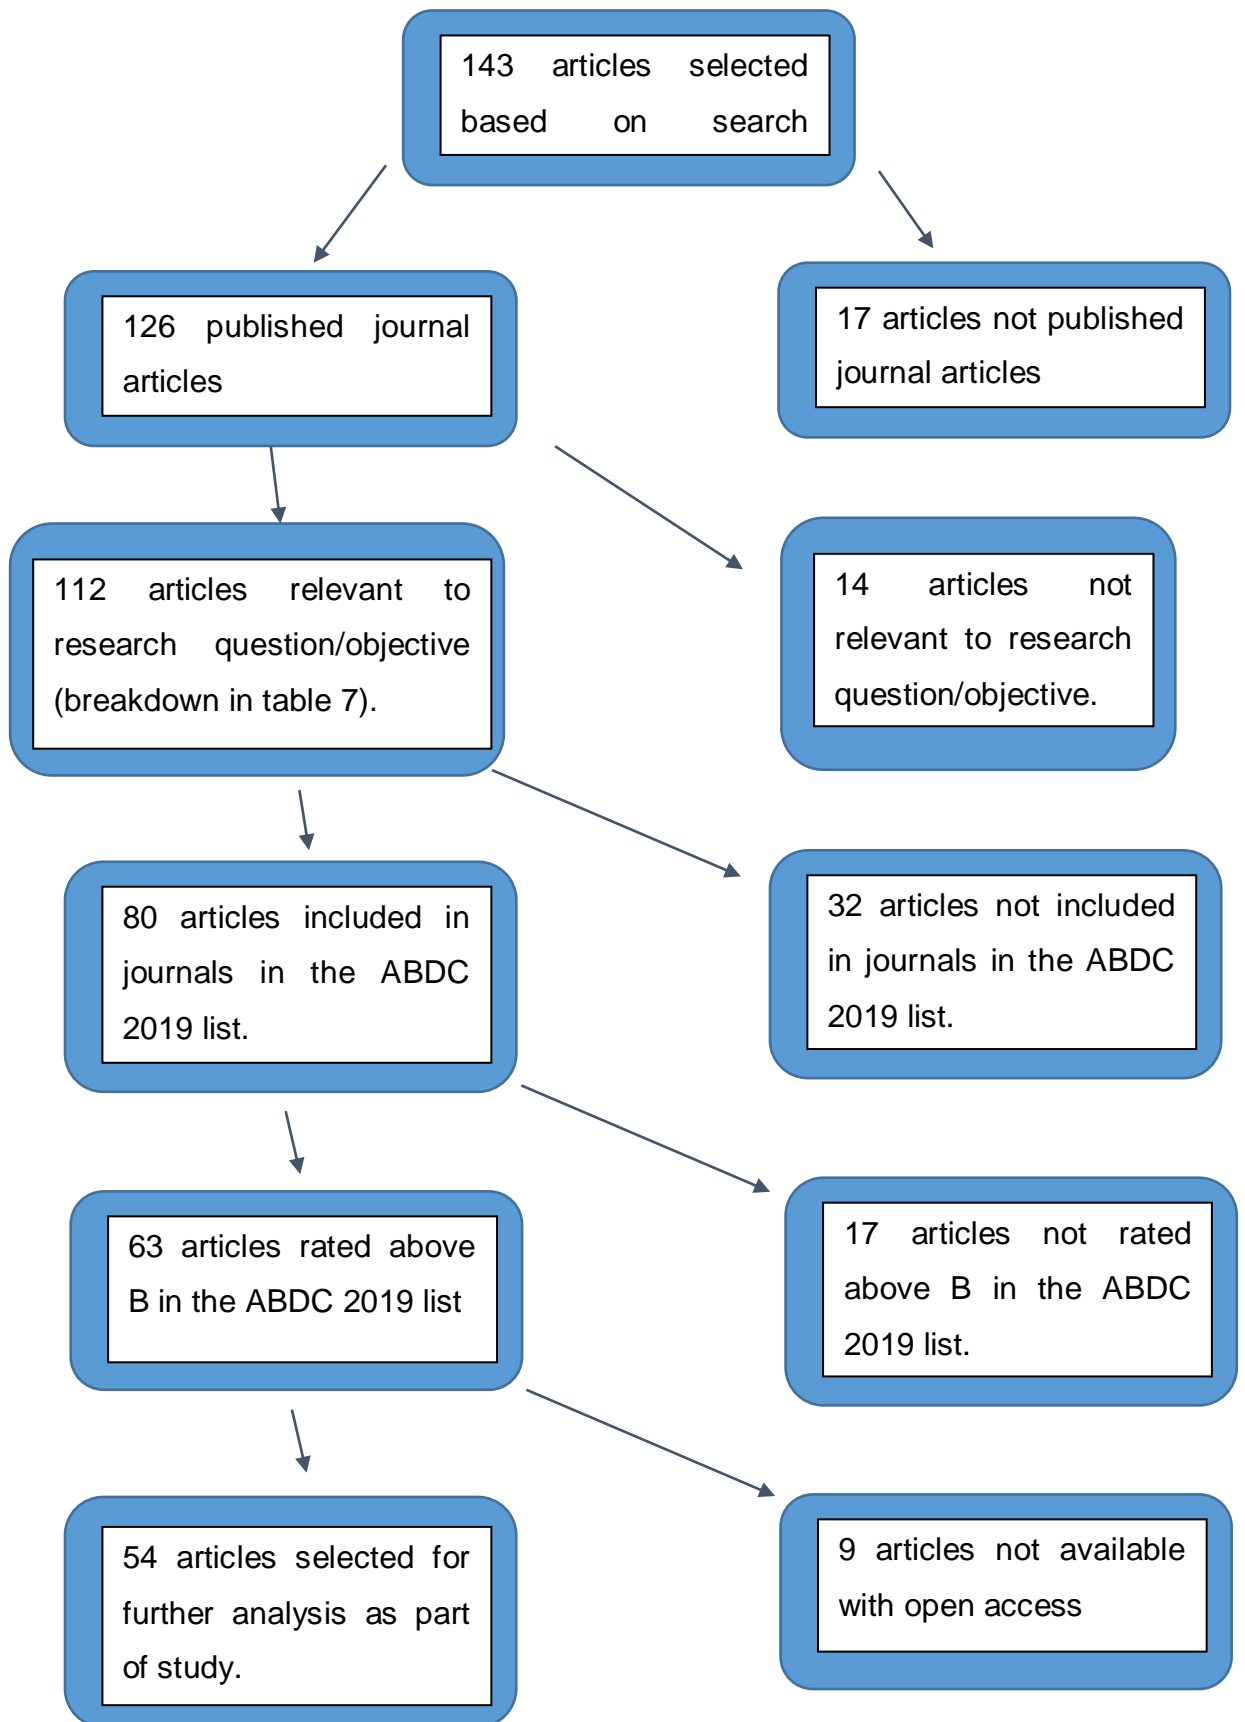 143 articles selected
based on search
126 published journal
articles
17 articles not published
journal articles
112 articles relevant to
research question/objective
(breakdown in table 7).
14 articles not
relevant to research
question/objective.
80 articles included in
journals in the ABDC
2019 list.
32 articles not included
in journals in the ABDC
2019 list.
63 articles rated above
B in the ABDC 2019 list
17 articles not rated
above B in the ABDC
2019 list.
54 articles selected for
further analysis as part
of study.
9 articles not available
with open access